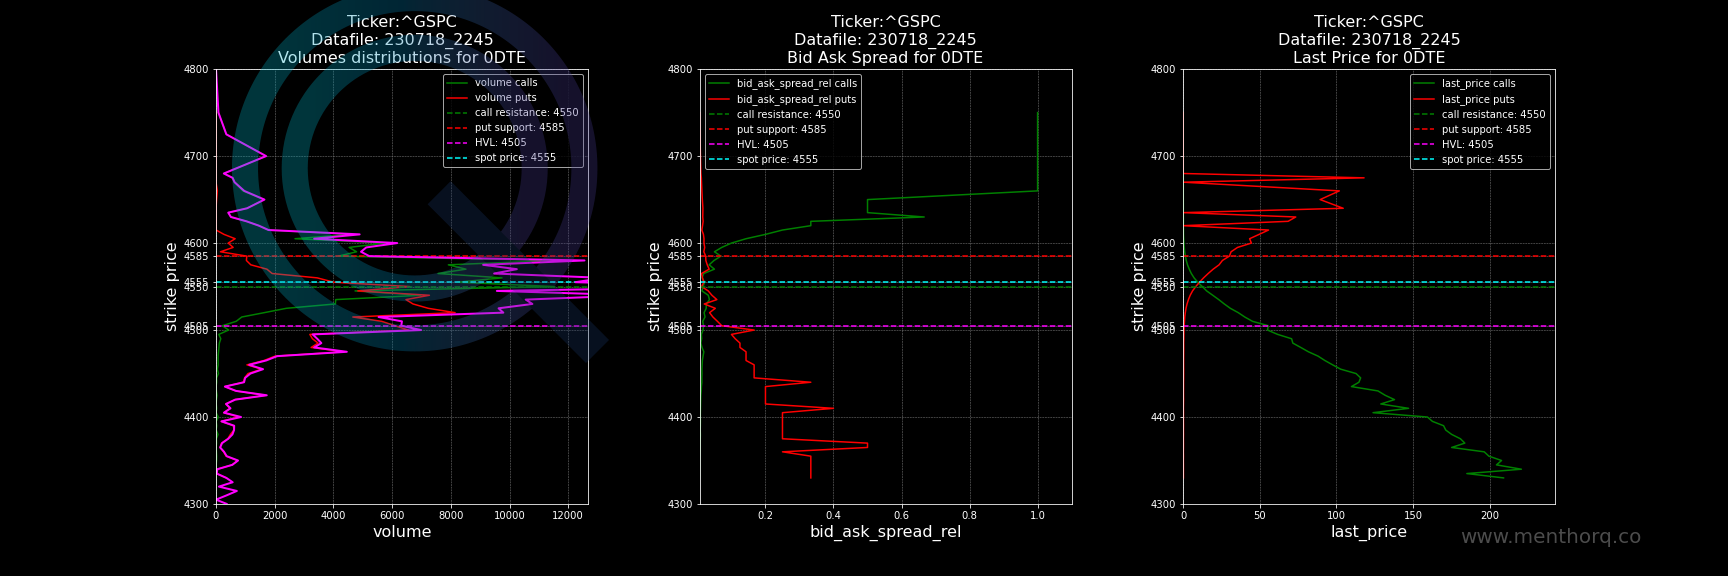 Ticker:^GSPC
Datafile: 230718_2245
Volumes distributions for 0DTE
volume calls
volume puts
call resistance: 4550
put support: 4585
HVL: 4505
spot price: 4555
4800
4700
4600
4585
4555
4550
4505
4500
4400
4300
strike price
0 2000 4000 6000 8000 10000 12000
volume
Ticker:^GSPC
Datafile: 230718_2245
Bid Ask Spread for 0DTE
bid_ask_spread_rel calls
bid_ask_spread_rel puts
call resistance: 4550
put support: 4585
HVL: 4505
spot price: 4555
4800
4700
4600
4585
4555
4550
4505
4500
4400
4300
strike price
0.2 0.4 0.6 0.8 1.0
bid_ask_spread_rel
Ticker:^GSPC
Datafile: 230718_2245
Last Price for 0DTE
last_price calls
last_price puts
call resistance: 4550
put support: 4585
HVL: 4505
spot price: 4555
4800
4700
4600
4585
4555
4550
4505
4500
4400
4300
strike price
0 50 100 150 200
last_price
www.menthorq.co